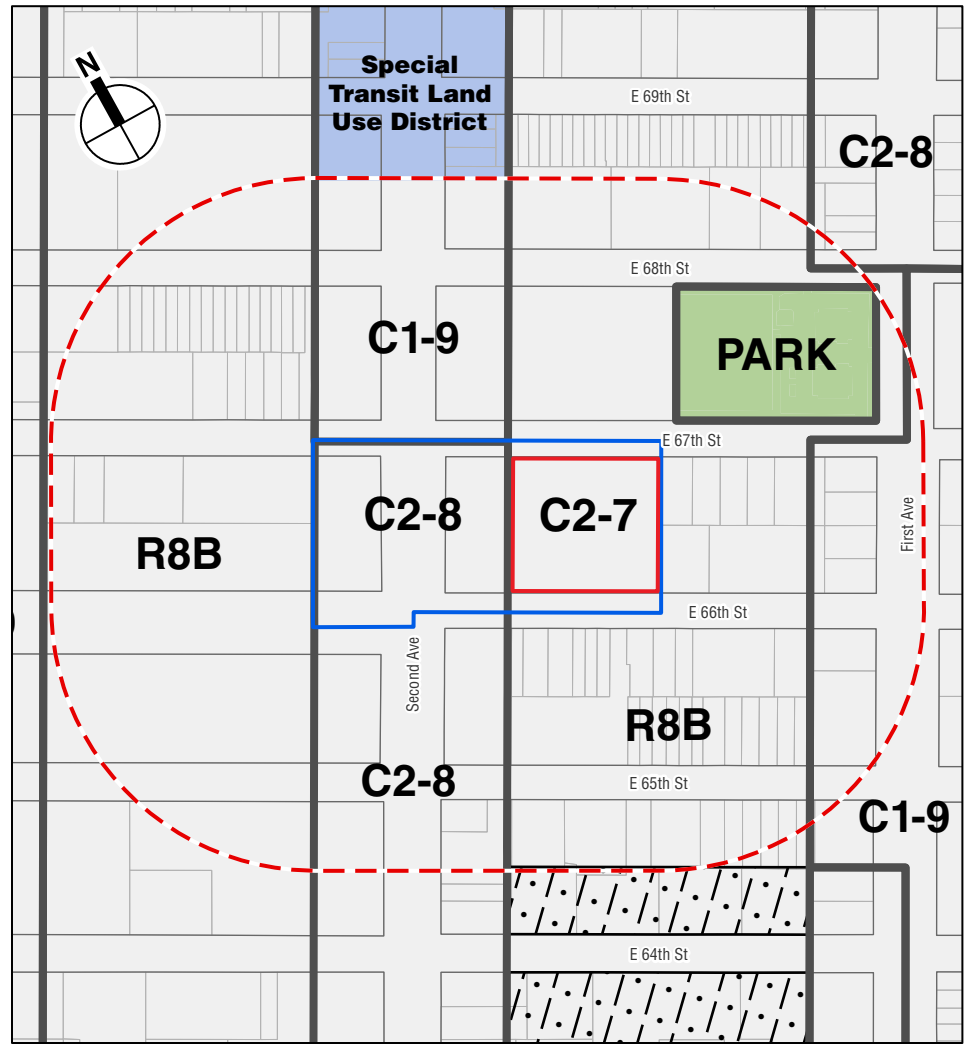 N
Special
Transit Land
Use District
E 69th St
C2-8
E 68th St
C1-9
PARK
E 67th St
C2-8
C2-7
First Ave
R8B
E 66th St
Second Ave
R8B
C2-8
E 65th St
C1-9
E 64th St